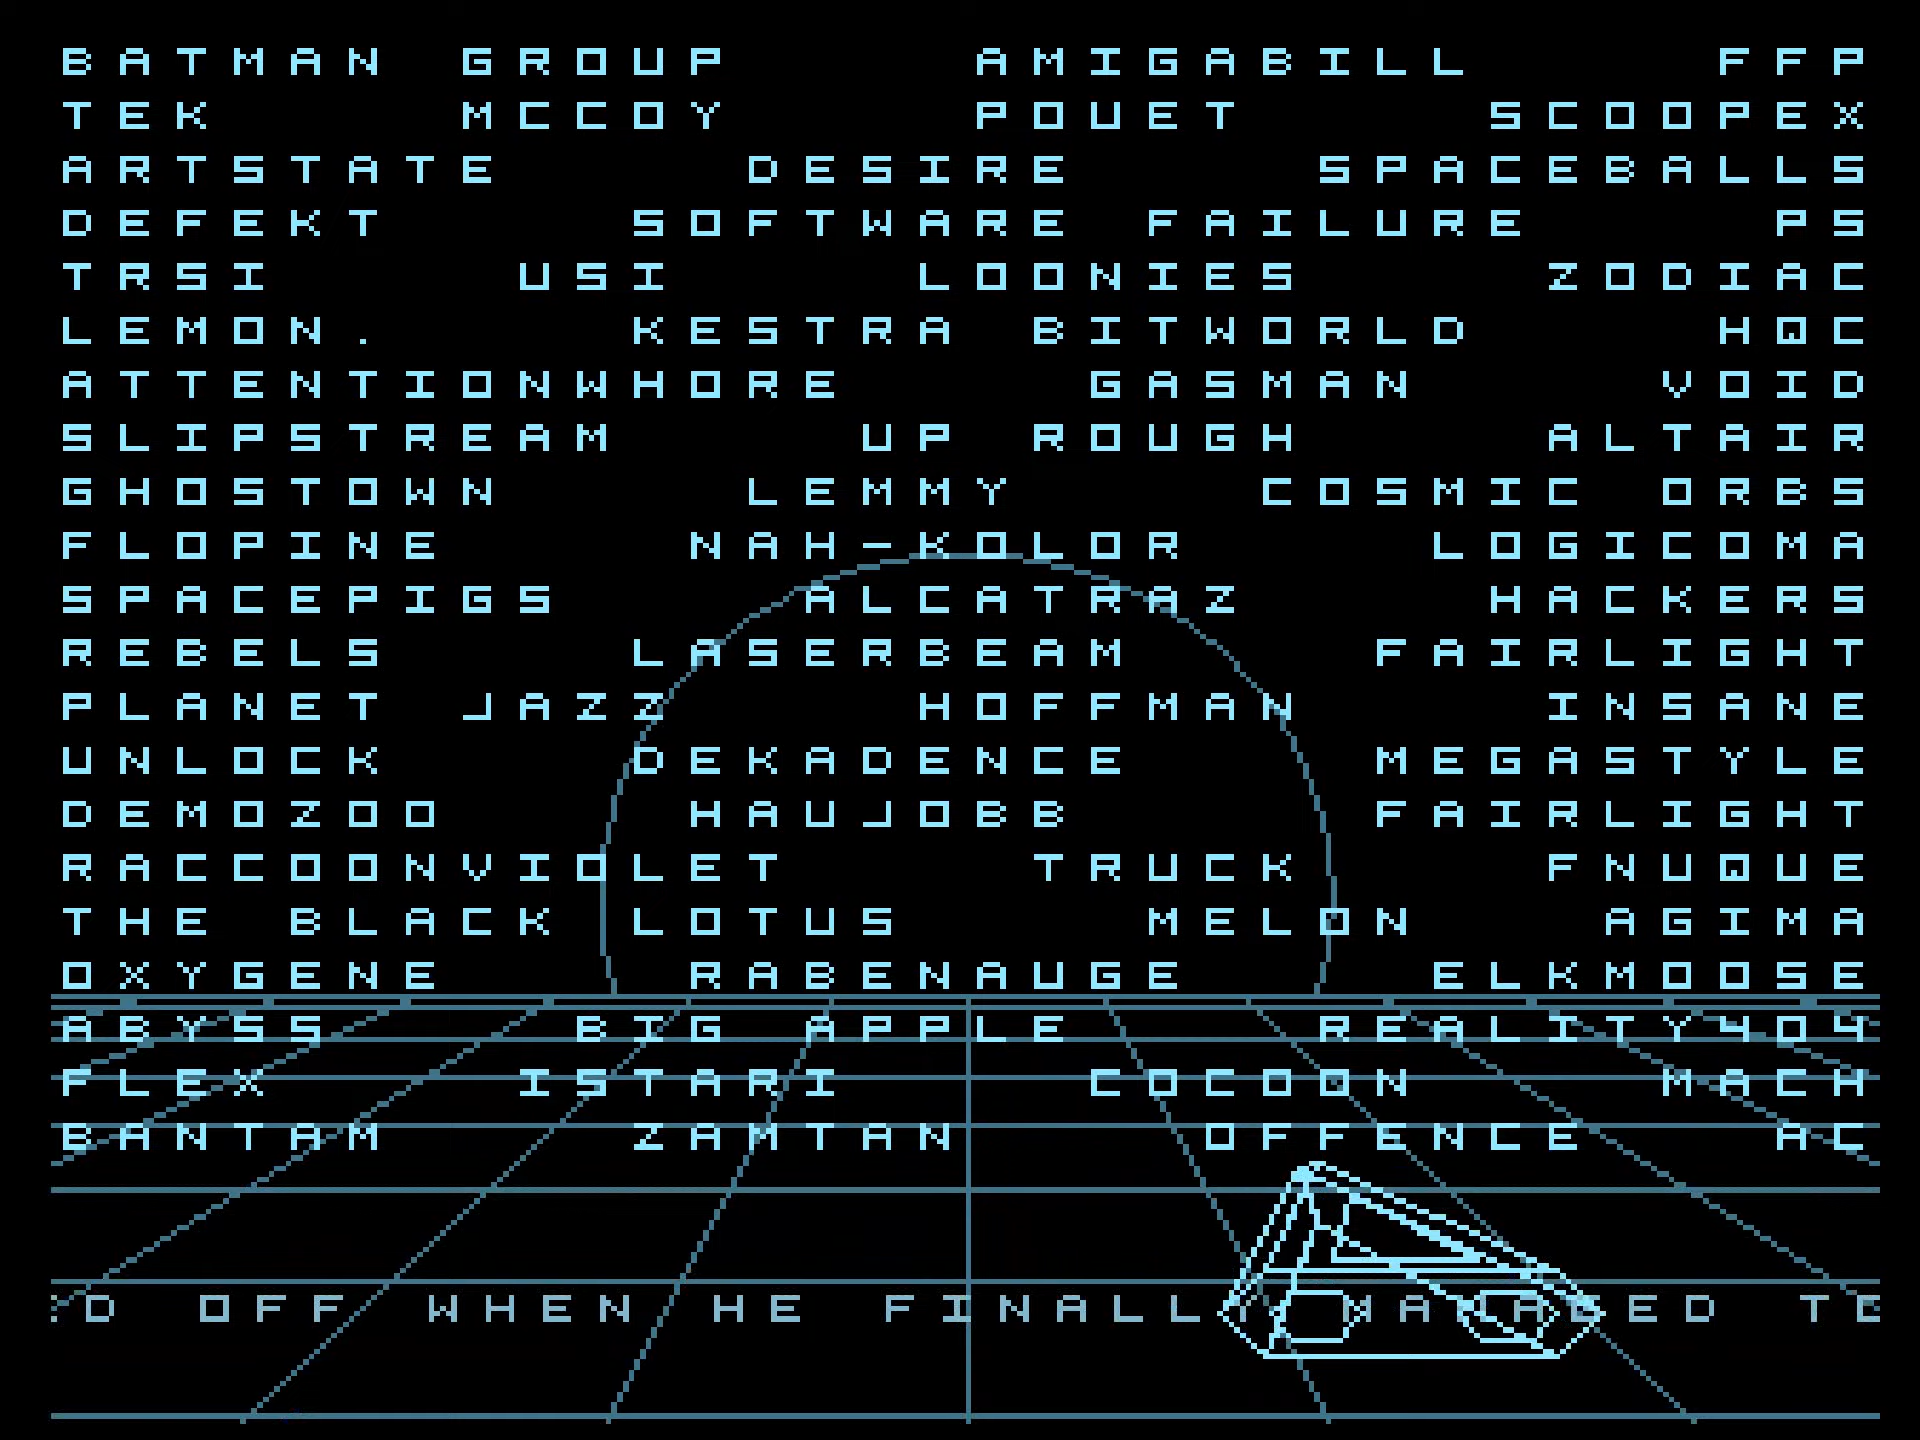 BATMAN GROUP AMIGABILL FFP
TEK MCCOY POUET SCOOPEX
ARTSTATE DESIRE SPACEBALLS
DEFEKT SOFTWARE FAILURE PS
TRSI USI LOONIES ZODIAC
LEMON. KESTRA BITWORLD HQC
ATTENTIONWHORE GASMAN VOID
SLIPSTREAM UP ROUGH ALTAIR
GHOSTOWN LEMMY COSMIC ORBS
FLOPINE NAH-KOLOR LOGICOMA
SPACEPIGS ALCATRAZ HACKERS
REBELS LASERBEAM FAIRLIGHT
PLANET JAZZ HOFFMAN INSANE
UNLOCK DEKADENCE MEGASTYLE
DEMOZOO HAUJOBB FAIRLIGHT
RACCOONVIOLET TRUCK FNUQUE
THE BLACK LOTUS MELON AGIMA
OXYGENE RABENAUGE ELKMOOSE
ABYSS BIG APPLE REALITY404
FLEX ISTARI COCOON MACH
BANTAM ZAMTAN OFFENCE AC
OFF WHEN HE FINALLY MANAGED